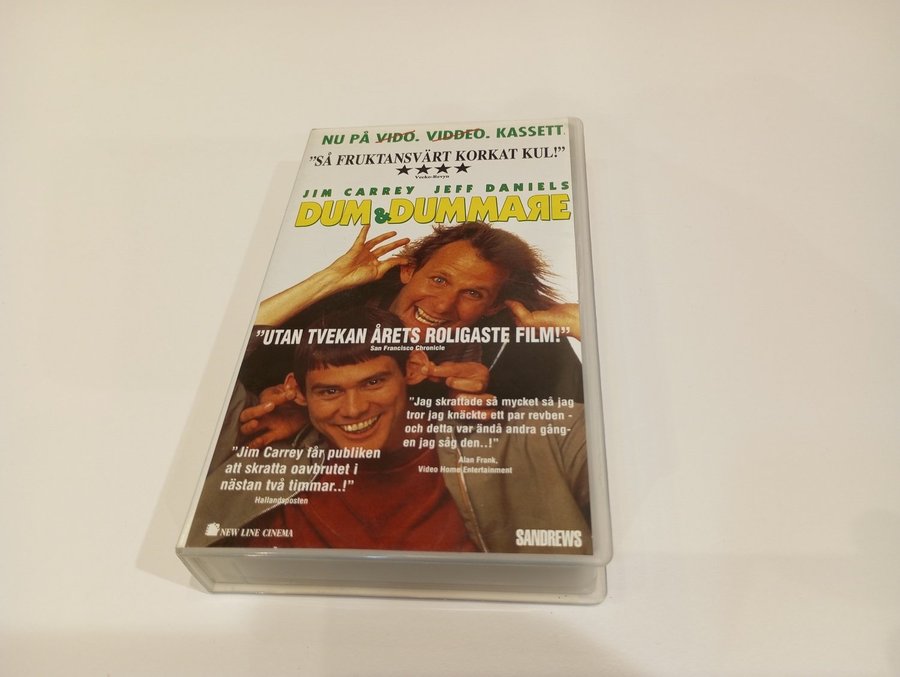 NU PÅ VIDO. VIDDEO. KASSETT
"SÅ FRUKTANSVÄRT KORKAT KUL!"
★★★★
Vecko-Revyn
JIM CARREY JEFF DANIELS
DUM & DUMMARE
"UTAN TVEKAN ÅRETS ROLIGASTE FILM!"
San Francisco Chronicle
"Jag skrattade så mycket så jag
tror jag knäckte ett par revben -
och detta var ändå andra gång-
en jag såg den..!"
Alan Frank,
Video Home Entertainment
"Jim Carrey får publiken
att skratta oavbrutet i
nästan två timmar..!"
Hallandsposten
NEW LINE CINEMA
SANDREWS